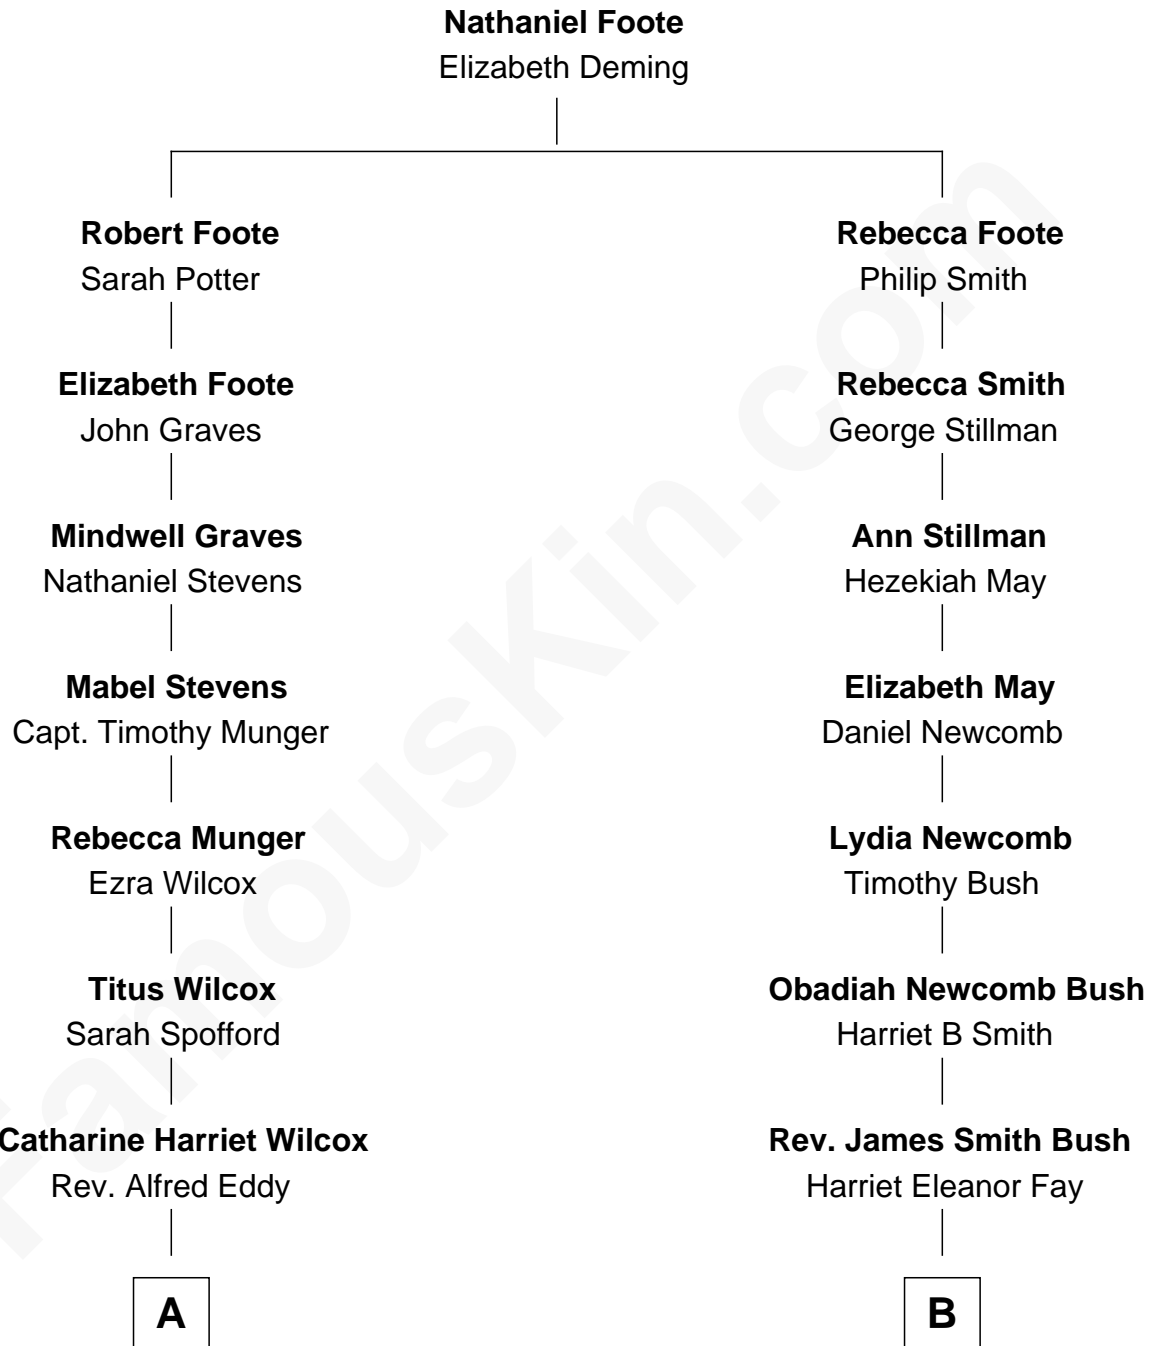 Nathaniel Foote
Elizabeth Deming
Robert Foote
Sarah Potter
Rebecca Foote
Philip Smith
Elizabeth Foote
John Graves
Rebecca Smith
George Stillman
Mindwell Graves
Nathaniel Stevens
Ann Stillman
Hezekiah May
Mabel Stevens
Capt. Timothy Munger
Elizabeth May
Daniel Newcomb
Rebecca Munger
Ezra Wilcox
Lydia Newcomb
Timothy Bush
Titus Wilcox
Sarah Spofford
Obadiah Newcomb Bush
Harriet B Smith
Catharine Harriet Wilcox
Rev. Alfred Eddy
Rev. James Smith Bush
Harriet Eleanor Fay
A
B
FamousKin.com